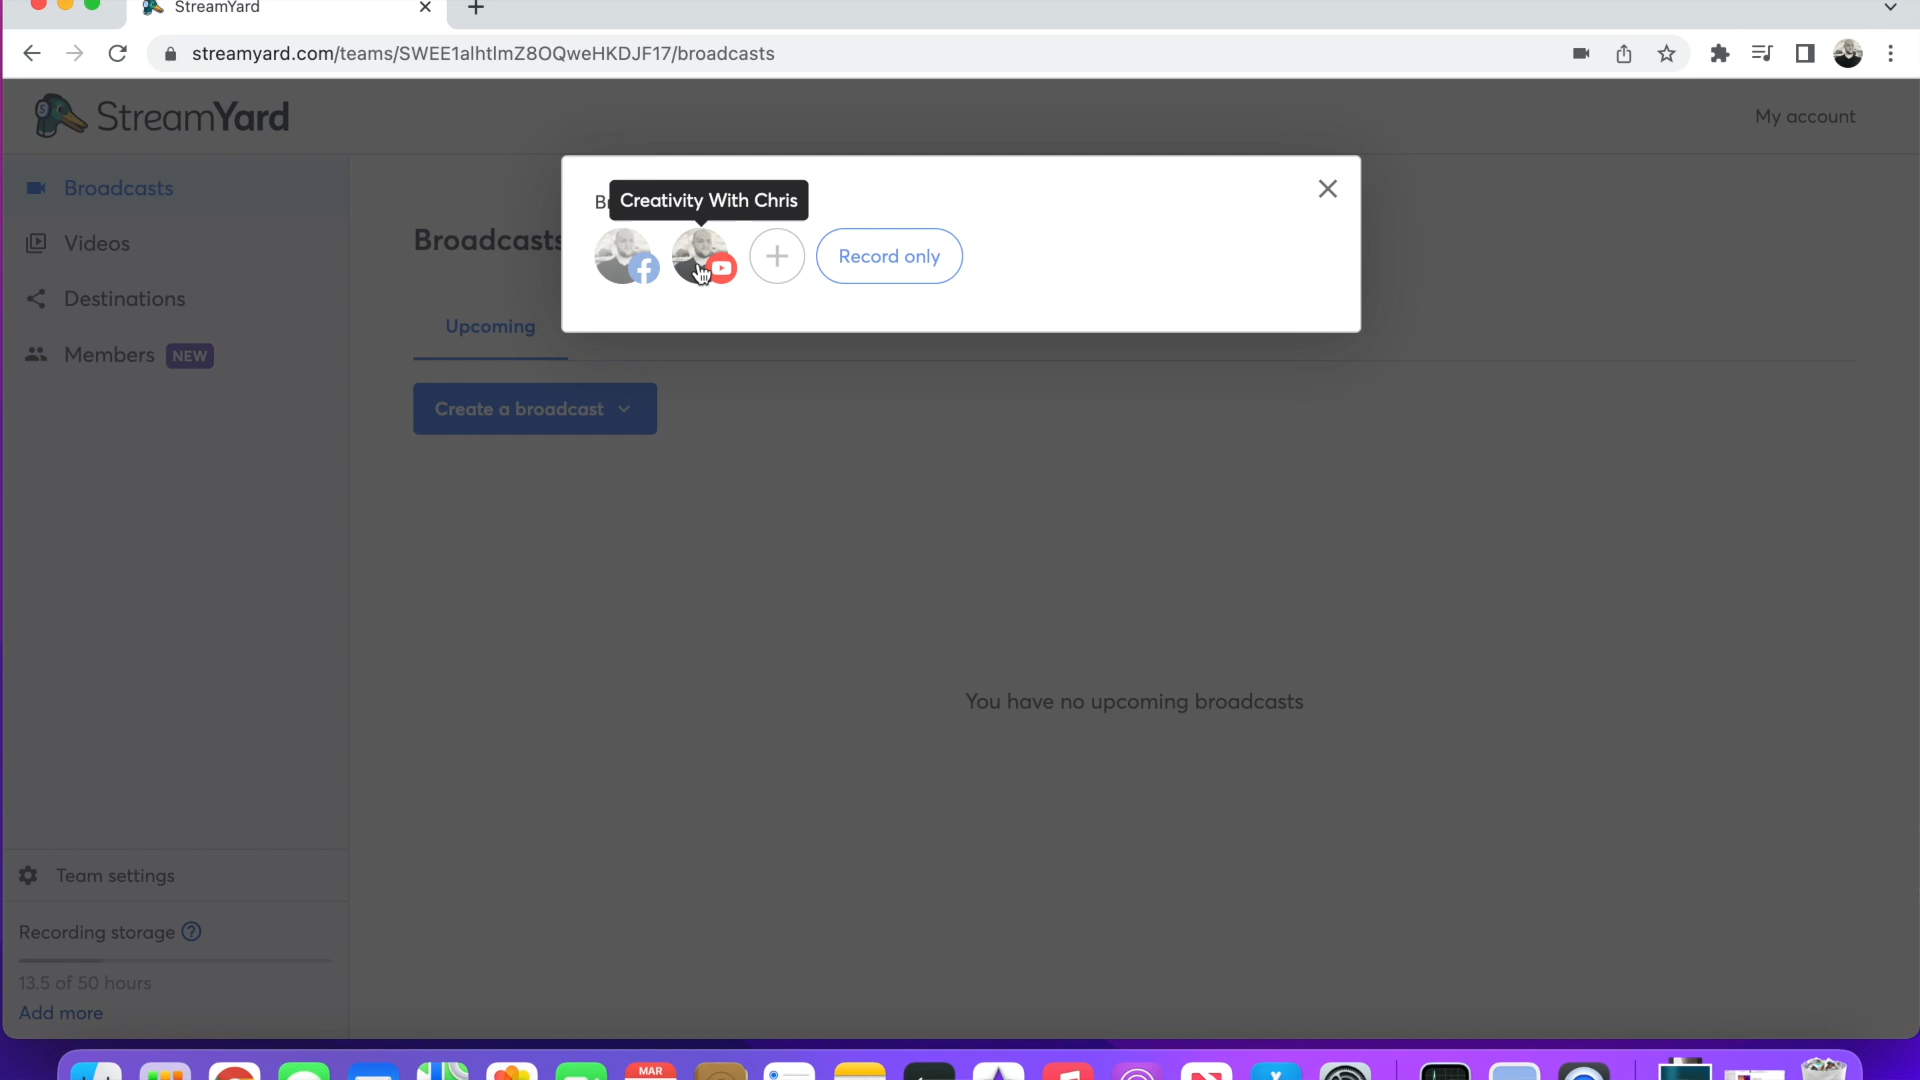 StreamYard
streamyard.com/teams/SWEE1alhtlmZ8OQweHKDJF17/broadcasts
StreamYard
My account
Broadcasts
Videos
Destinations
Members NEW
Broadcasts
Creativity With Chris
Record only
Upcoming
Create a broadcast
You have no upcoming broadcasts
Team settings
Recording storage ?
13.5 of 50 hours
Add more
MAR